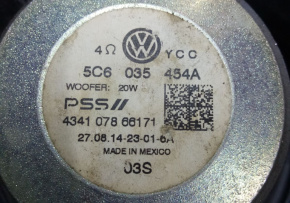 4Ω YCC
5C6 035 454A
WOOFER: 20W
PSS//
4341 078 66171
27.08.14-23-01-6A
MADE IN MEXICO
03S